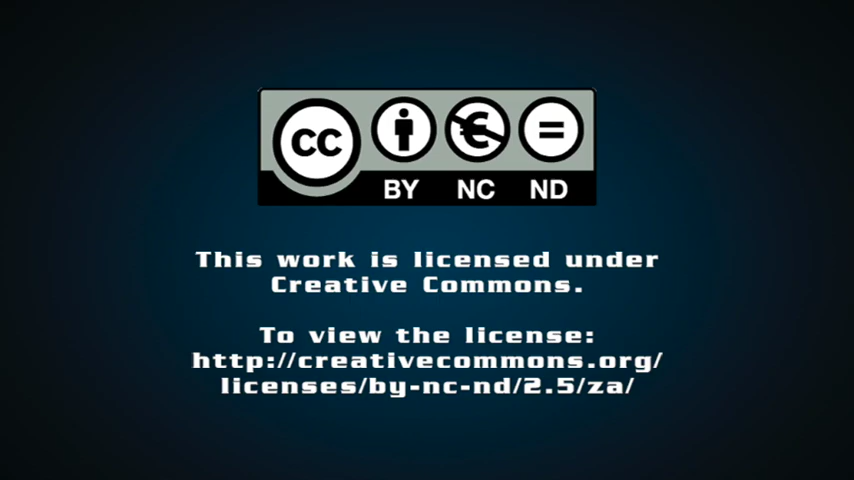 CC
BY NC ND
This work is licensed under
Creative Commons.
To view the license:
http://creativecommons.org/
licenses/by-nc-nd/2.5/za/